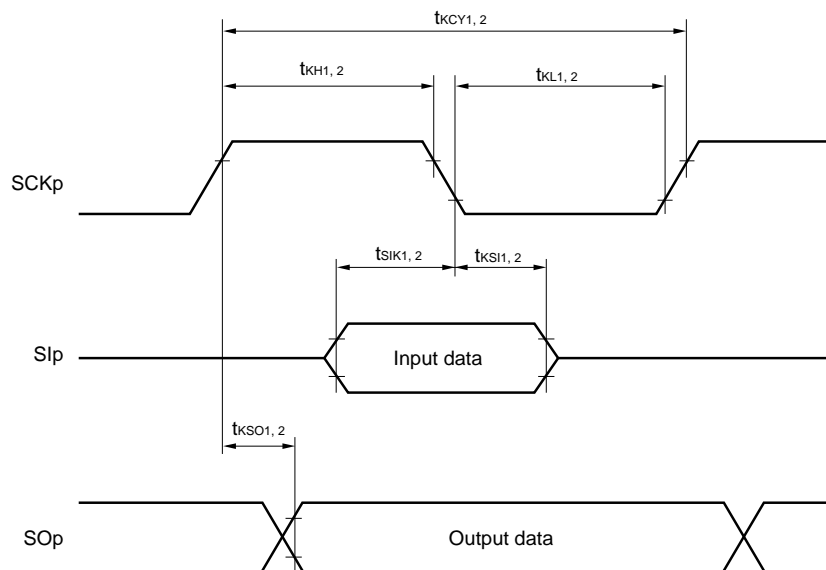 tKCY1, 2
tKH1, 2
tKL1, 2
SCKp
tSIK1, 2
tKSI1, 2
SIp
Input data
tKSO1, 2
SOp
Output data